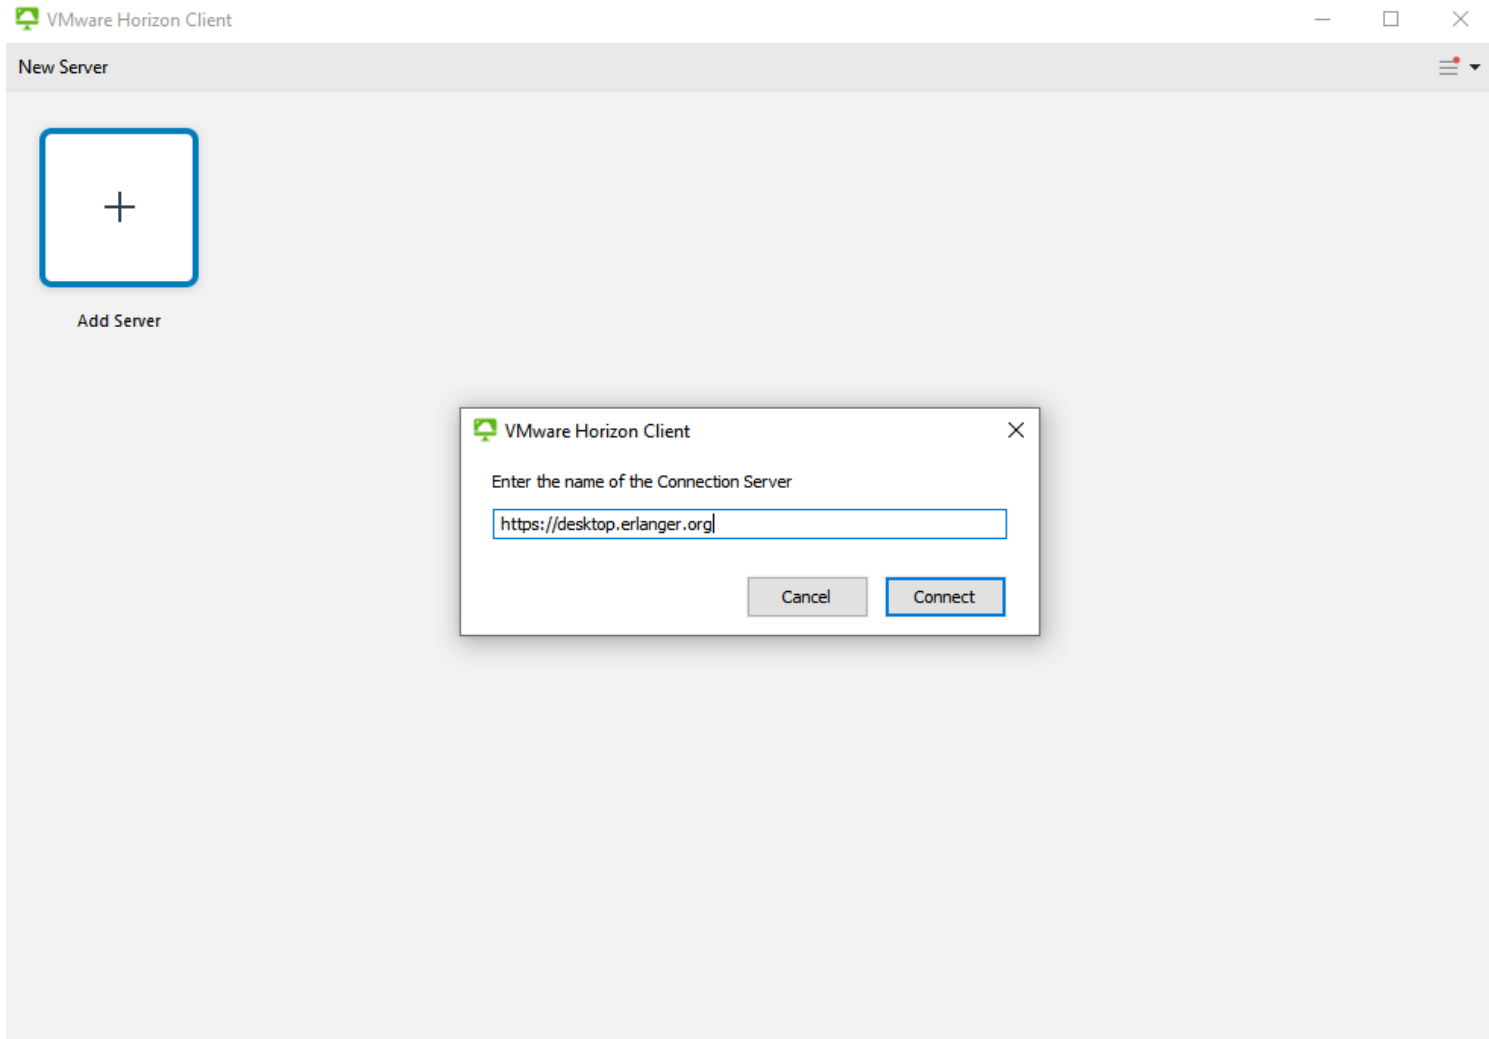 VMware Horizon Client
New Server
Add Server
VMware Horizon Client
Enter the name of the Connection Server
https://desktop.erlanger.org
Cancel Connect